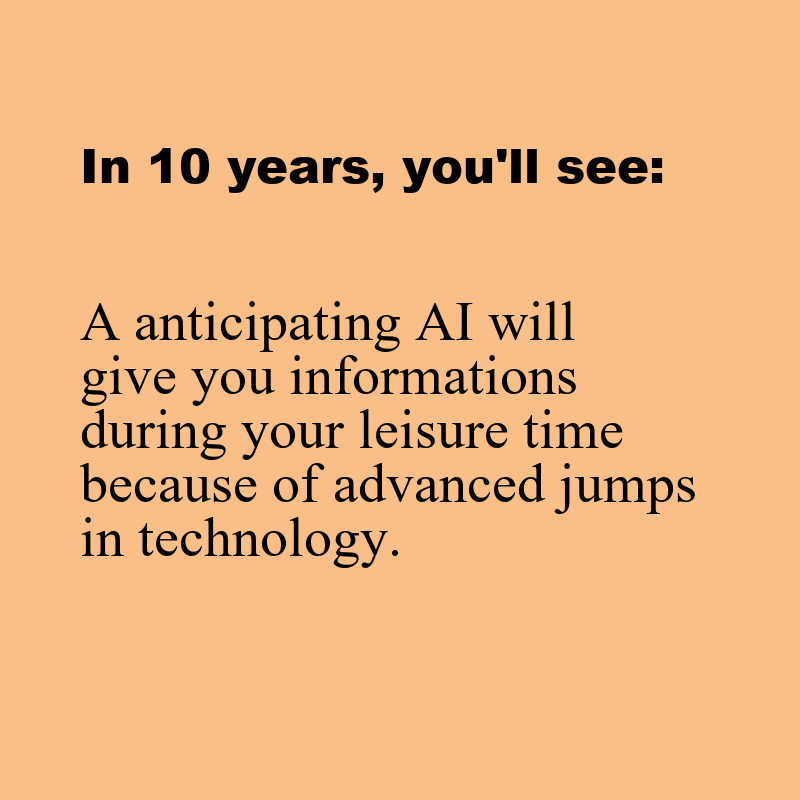 In 10 years, you'll see:
A anticipating AI will
give you informations
during your leisure time
because of advanced jumps
in technology.